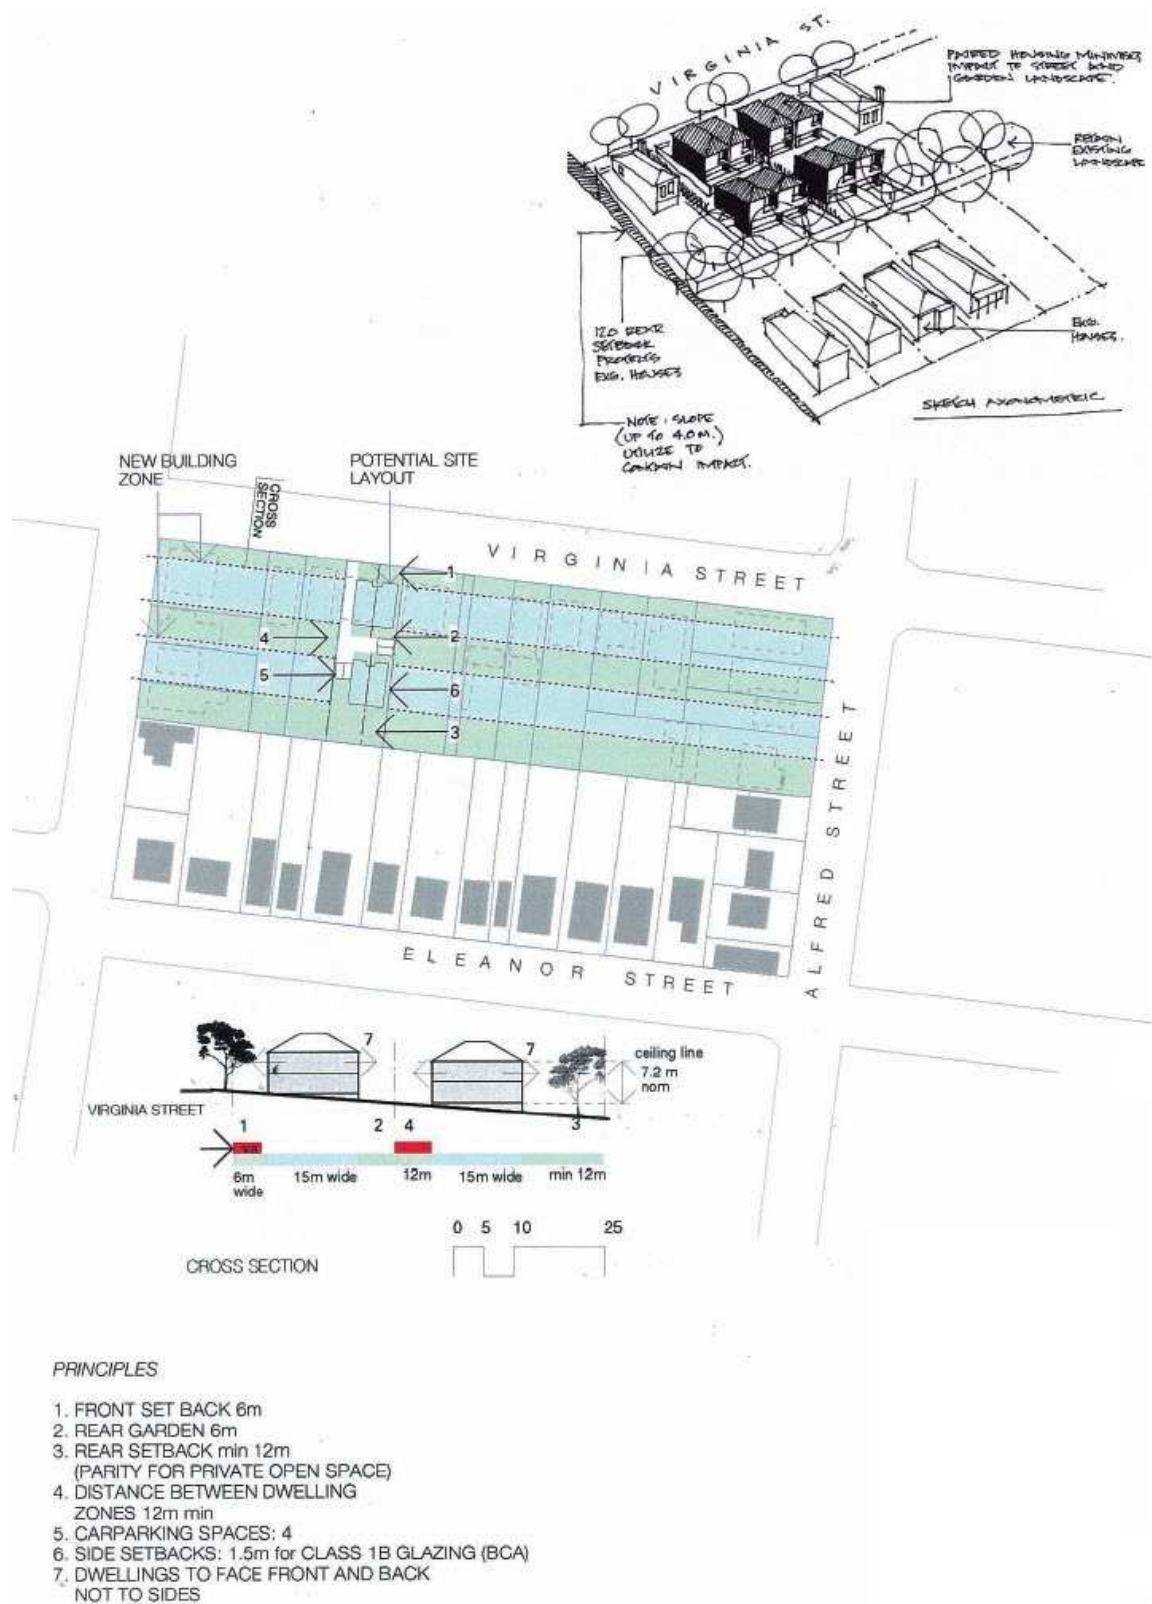 VIRGINIA ST.
PAIRED HOUSING MINIMISES
IMPACT TO STREET AND
GARDEN LANDSCAPE.
RETAIN
EXISTING
LANDSCAPE
12.0 REAR
SETBACK
PROTECTS
EXG. HOUSES
EXG.
HOUSES.
SKETCH AXONOMETRIC
NOTE: SLOPE
(UP TO 4.0M.)
UTILIZE TO
IMPACT.
NEW BUILDING
ZONE
CROSS
SECTION
POTENTIAL SITE
LAYOUT
VIRGINIA STREET
1
4
2
5
6
3
ALFRED STREET
ELEANOR STREET
7
7
ceiling line
7.2 m
nom
VIRGINIA STREET
1
2
4
3
6m
wide
15m wide
12m
15m wide
min 12m
0 5 10 25
CROSS SECTION
PRINCIPLES
1. FRONT SET BACK 6m
2. REAR GARDEN 6m
3. REAR SETBACK min 12m
(PARITY FOR PRIVATE OPEN SPACE)
4. DISTANCE BETWEEN DWELLING
ZONES 12m min
5. CARPARKING SPACES: 4
6. SIDE SETBACKS: 1.5m for CLASS 1B GLAZING (BCA)
7. DWELLINGS TO FACE FRONT AND BACK
NOT TO SIDES